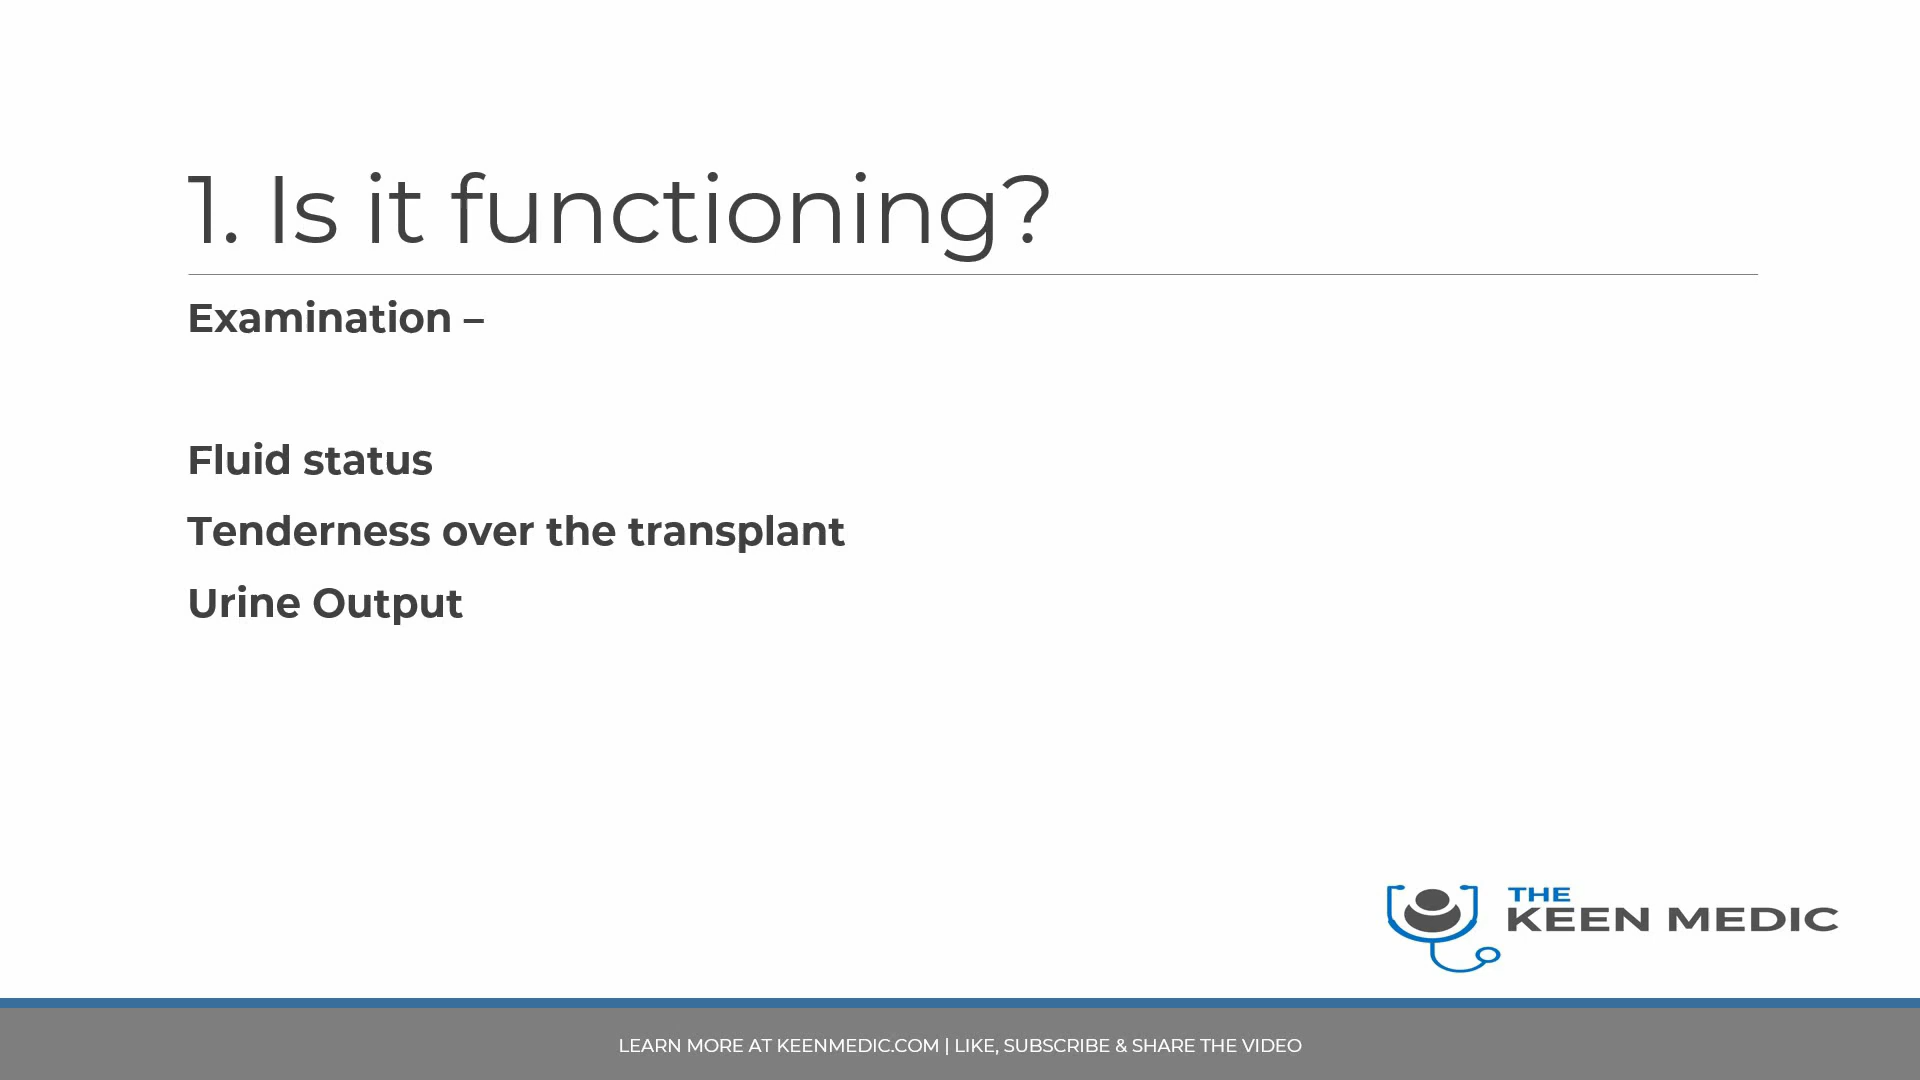 1. Is it functioning?
Examination –
Fluid status
Tenderness over the transplant
Urine Output
THE
KEEN MEDIC
LEARN MORE AT KEENMEDIC.COM | LIKE, SUBSCRIBE & SHARE THE VIDEO